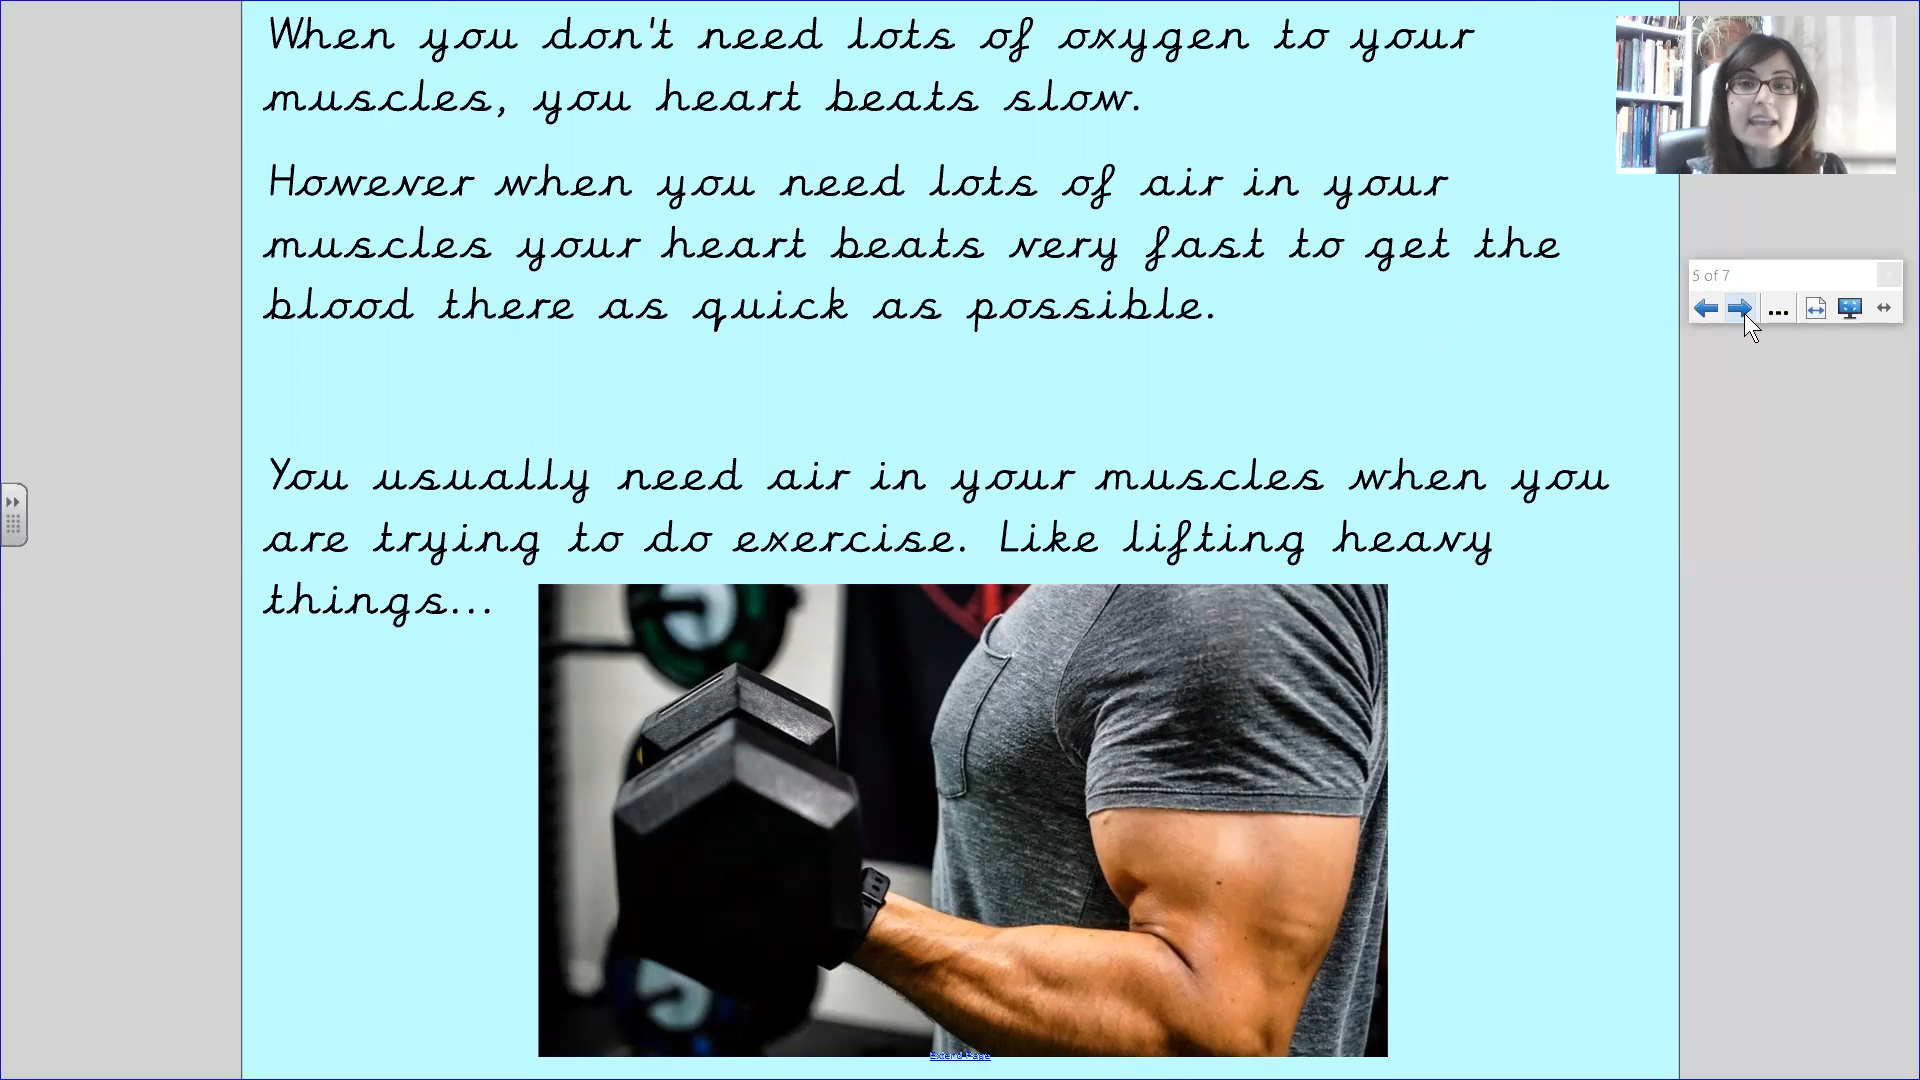 When you don't need lots of oxygen to your
muscles, you heart beats slow.
However when you need lots of air in your
muscles your heart beats very fast to get the
blood there as quick as possible.
5 of 7
You usually need air in your muscles when you
are trying to do exercise. Like lifting heavy
things...
Extend Page